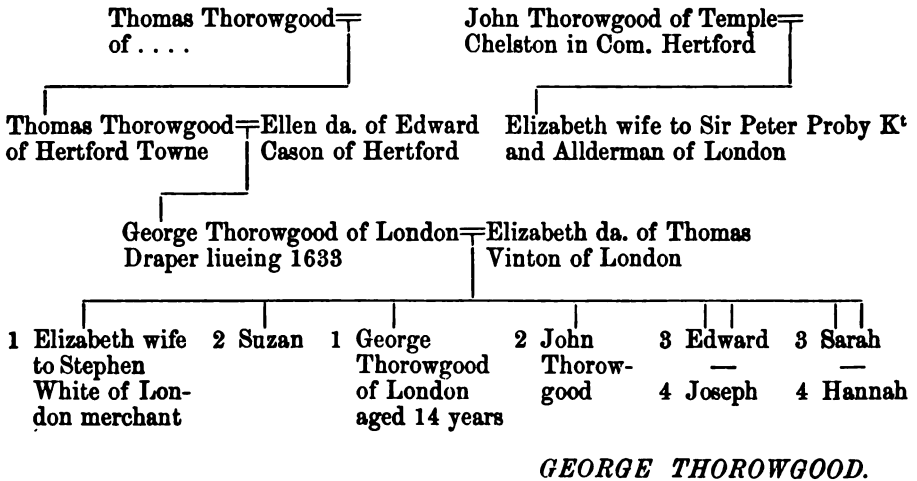 Thomas Thorowgood
of . . . .
John Thorowgood of Temple
Chelston in Com. Hertford
Thomas Thorowgood
of Hertford Towne
Ellen da. of Edward
Cason of Hertford
Elizabeth wife to Sir Peter Proby Kᵗ
and Allderman of London
George Thorowgood of London
Draper liueing 1633
Elizabeth da. of Thomas
Vinton of London
1 Elizabeth wife
to Stephen
White of Lon-
don merchant
2 Suzan
1 George
Thorowgood
of London
aged 14 years
2 John
Thorow-
good
3 Edward
—
4 Joseph
3 Sarah
—
4 Hannah
GEORGE THOROWGOOD.